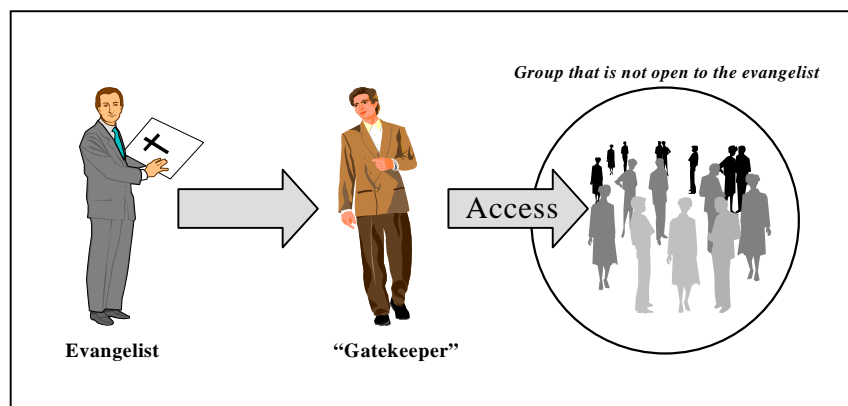 Group that is not open to the evangelist
Access
Evangelist
“Gatekeeper”